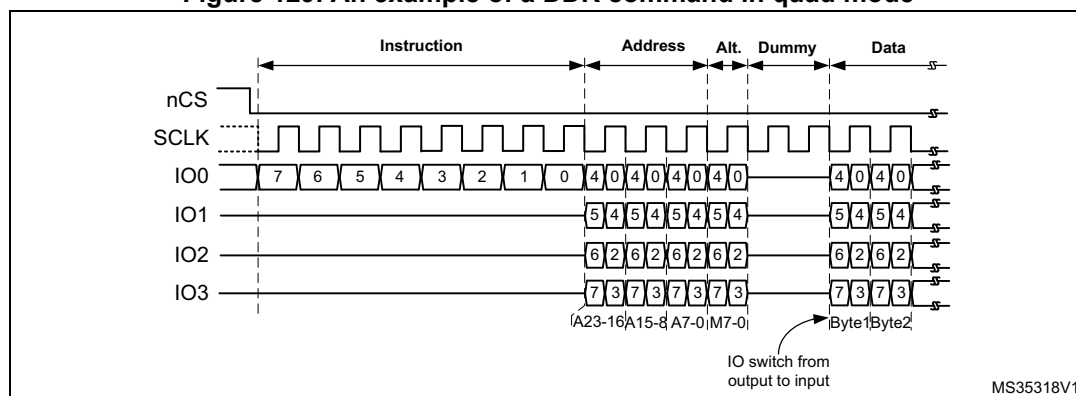 Figure 129. An example of a DDR command in quad mode
Instruction Address Alt. Dummy Data
nCS
SCLK
IO0 7 6 5 4 3 2 1 0 4 0 4 0 4 0 4 0 4 0 4 0
IO1 5 4 5 4 5 4 5 4 5 4 5 4
IO2 6 2 6 2 6 2 6 2 6 2 6 2
IO3 7 3 7 3 7 3 7 3 7 3 7 3
A23-16 A15-8 A7-0 M7-0 Byte1 Byte2
IO switch from
output to input
MS35318V1